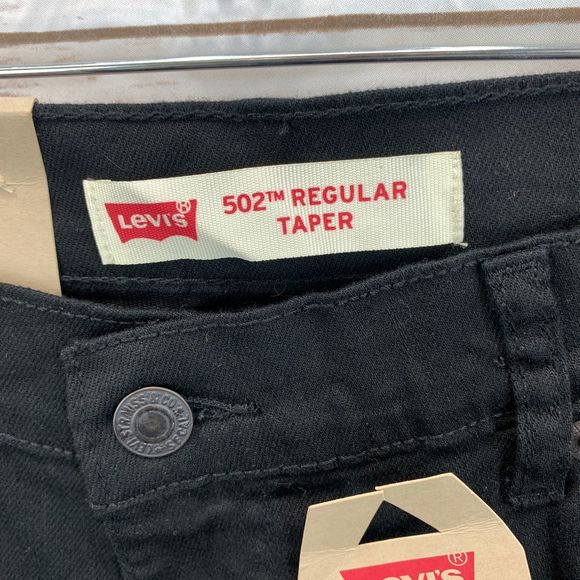 Levi's®
502™ REGULAR
TAPER
LEVI STRAUSS & CO
Levi's®